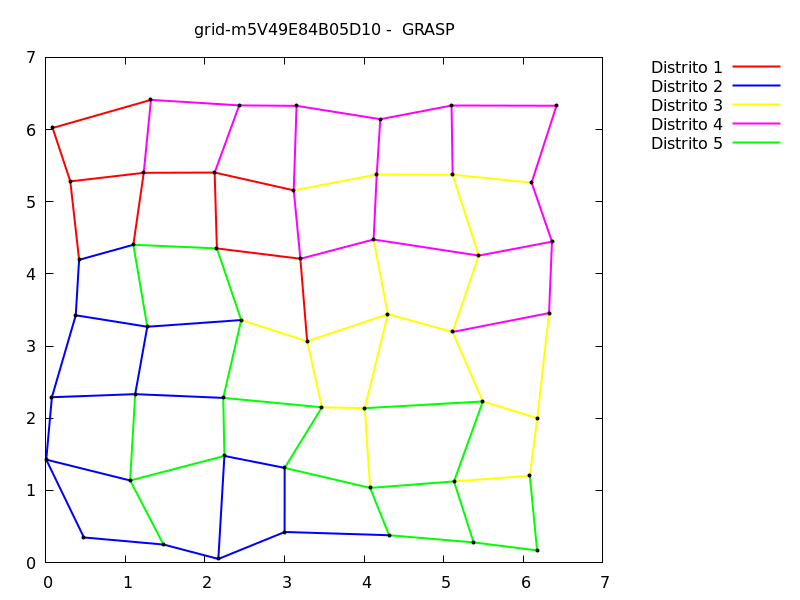 grid-m5V49E84B05D10 -  GRASP
Distrito 1
Distrito 2
Distrito 3
Distrito 4
Distrito 5
7
6
5
4
3
2
1
0
0 1 2 3 4 5 6 7